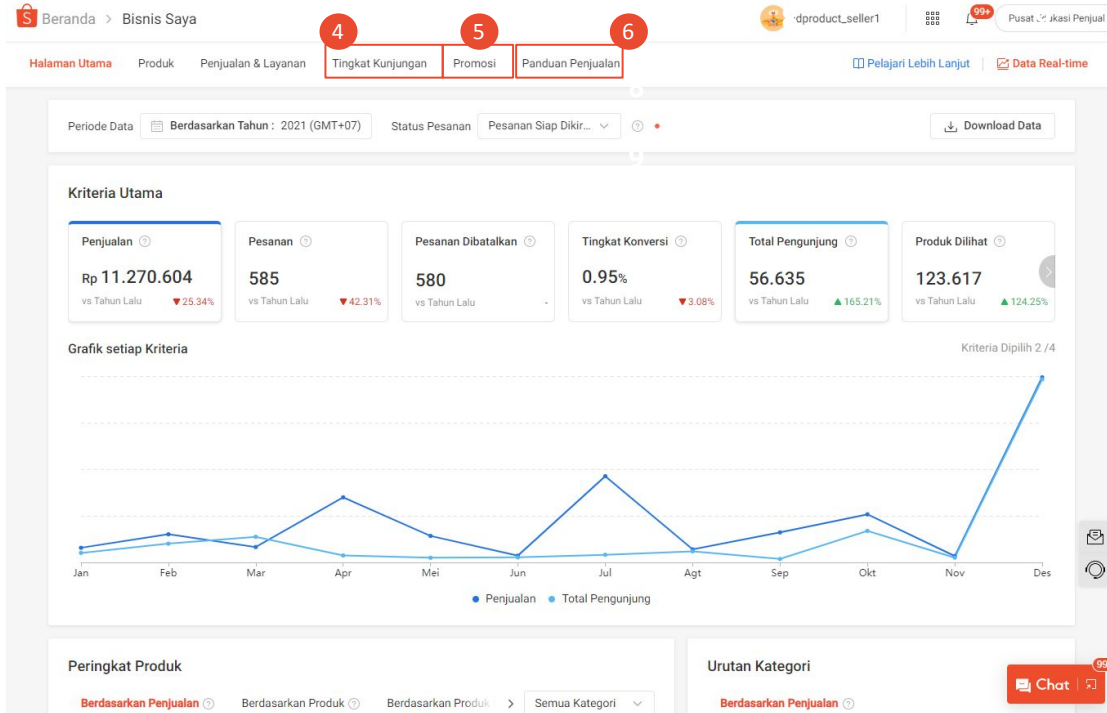 Beranda > Bisnis Saya
dproduct_seller1
99+
Pusat Edukasi Penjual
4
5
6
Halaman Utama
Produk
Penjualan & Layanan
Tingkat Kunjungan
Promosi
Panduan Penjualan
Pelajari Lebih Lanjut
Data Real-time
Periode Data
Berdasarkan Tahun : 2021 (GMT+07)
Status Pesanan
Pesanan Siap Dikir...
Download Data
9
Kriteria Utama
Penjualan
Rp 11.270.604
vs Tahun Lalu ▼25.34%
Pesanan
585
vs Tahun Lalu ▼42.31%
Pesanan Dibatalkan
580
vs Tahun Lalu -
Tingkat Konversi
0.95%
vs Tahun Lalu ▼3.08%
Total Pengunjung
56.635
vs Tahun Lalu ▲165.21%
Produk Dilihat
123.617
vs Tahun Lalu ▲124.25%
Grafik setiap Kriteria
Kriteria Dipilih 2 /4
Jan Feb Mar Apr Mei Jun Jul Agt Sep Okt Nov Des
Penjualan Total Pengunjung
Peringkat Produk
Berdasarkan Penjualan
Berdasarkan Produk
Berdasarkan Produk
Semua Kategori
Urutan Kategori
Berdasarkan Penjualan
99
Chat